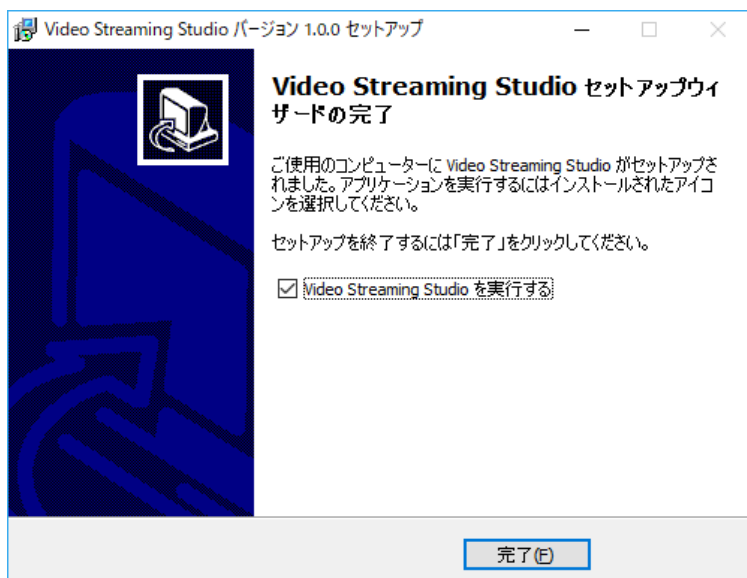 Video Streaming Studio バージョン 1.0.0 セットアップ
Video Streaming Studio セットアップウィ
ザードの完了
ご使用のコンピューターに Video Streaming Studio がセットアップさ
れました。アプリケーションを実行するにはインストールされたアイコ
ンを選択してください。
セットアップを終了するには「完了」をクリックしてください。
Video Streaming Studio を実行する
完了(F)